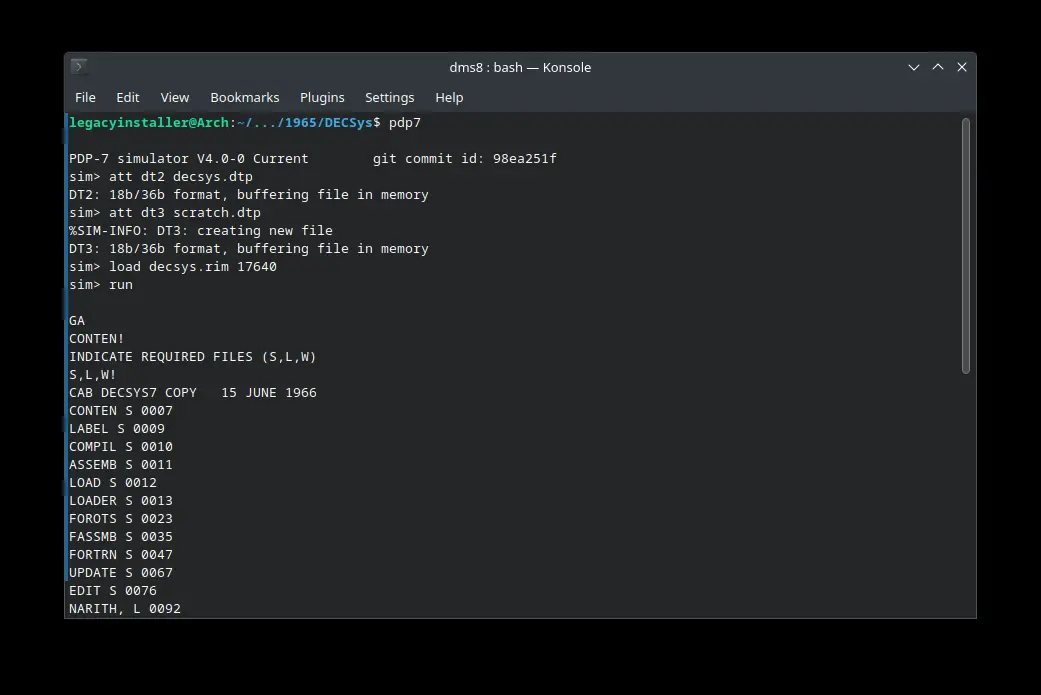 dms8 : bash — Konsole
File Edit View Bookmarks Plugins Settings Help
legacyinstaller@Arch:~/.../1965/DECSys$ pdp7
PDP-7 simulator V4.0-0 Current        git commit id: 98ea251f
sim> att dt2 decsys.dtp
DT2: 18b/36b format, buffering file in memory
sim> att dt3 scratch.dtp
%SIM-INFO: DT3: creating new file
DT3: 18b/36b format, buffering file in memory
sim> load decsys.rim 17640
sim> run
GA
CONTEN!
INDICATE REQUIRED FILES (S,L,W)
S,L,W!
CAB DECSYS7 COPY   15 JUNE 1966
CONTEN S 0007
LABEL S 0009
COMPIL S 0010
ASSEMB S 0011
LOAD S 0012
LOADER S 0013
FOROTS S 0023
FASSMB S 0035
FORTRN S 0047
UPDATE S 0067
EDIT S 0076
NARITH, L 0092